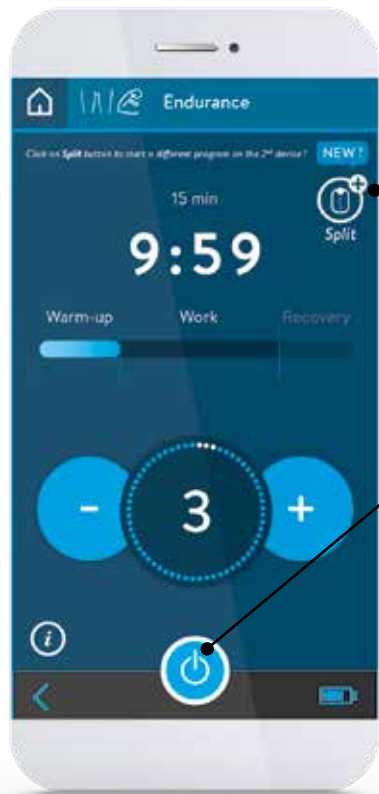 Endurance
Click on Split button to start a different program on the 2nd device! NEW!
15 min
Split
9:59
Warm-up Work Recovery
- 3 +
i